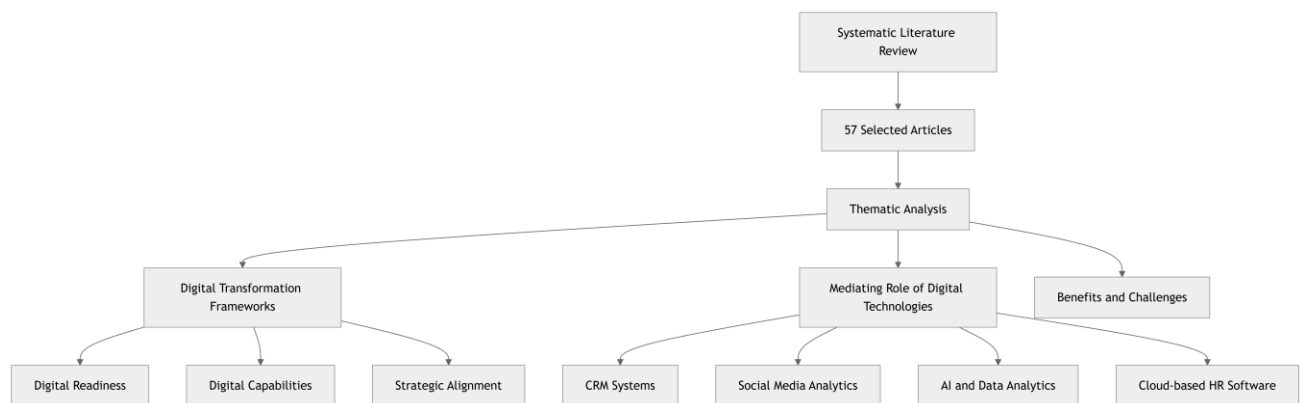 Systematic Literature
Review
57 Selected Articles
Thematic Analysis
Digital Transformation
Frameworks
Mediating Role of Digital
Technologies
Benefits and Challenges
Digital Readiness
Digital Capabilities
Strategic Alignment
CRM Systems
Social Media Analytics
AI and Data Analytics
Cloud-based HR Software